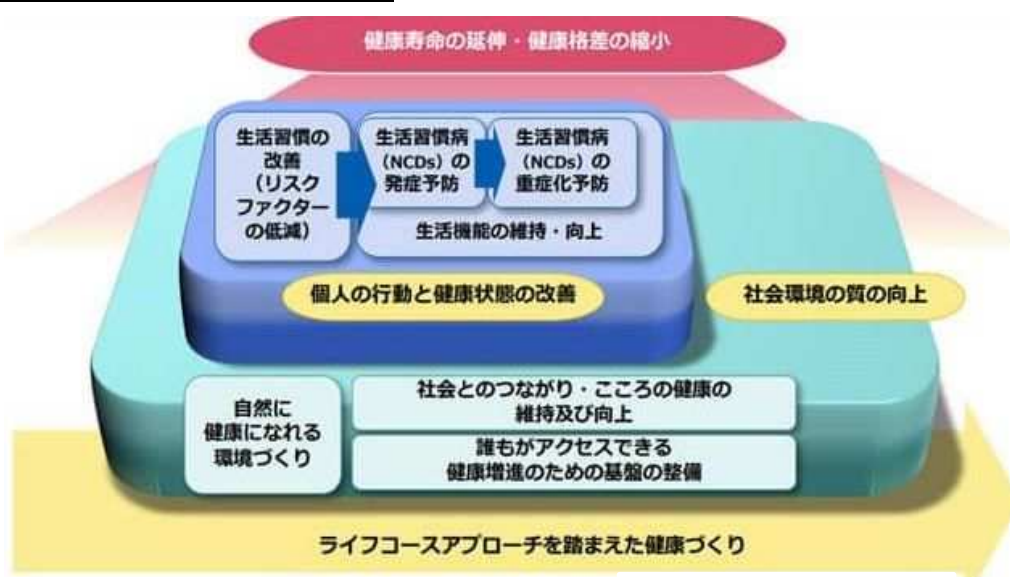 健康寿命の延伸・健康格差の縮小
生活習慣の
改善
（リスク
ファクター
の低減）
生活習慣病
（NCDs）の
発症予防
生活習慣病
（NCDs）の
重症化予防
生活機能の維持・向上
個人の行動と健康状態の改善
社会環境の質の向上
自然に
健康になれる
環境づくり
社会とのつながり・こころの健康の
維持及び向上
誰もがアクセスできる
健康増進のための基盤の整備
ライフコースアプローチを踏まえた健康づくり